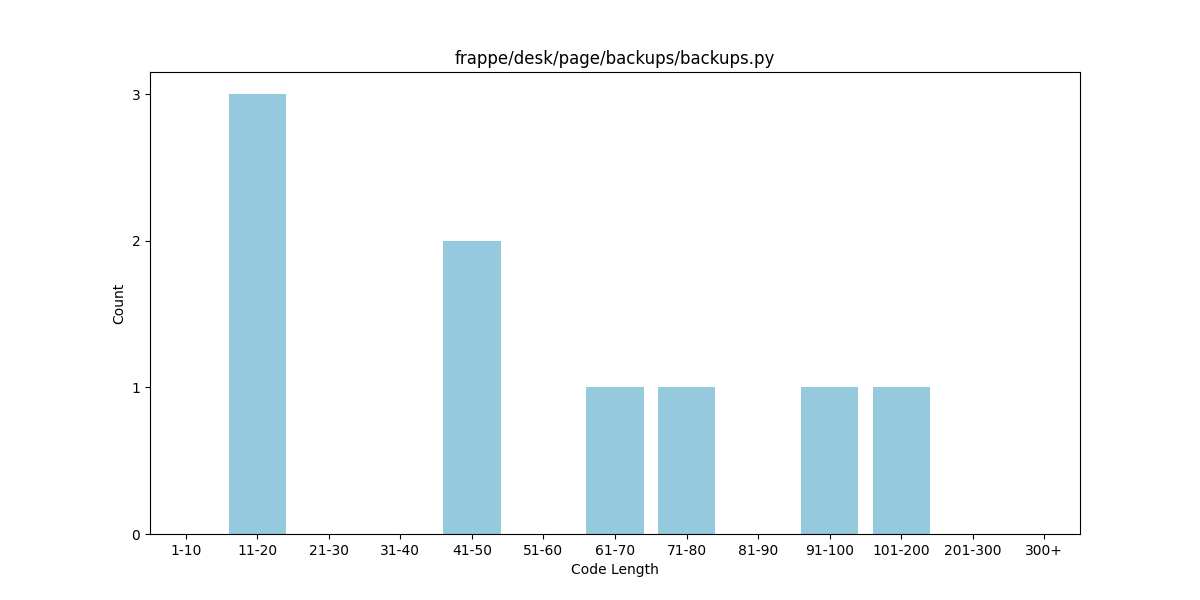 frappe/desk/page/backups/backups.py
3
2
1
0
Count
1-10 11-20 21-30 31-40 41-50 51-60 61-70 71-80 81-90 91-100 101-200 201-300 300+
Code Length